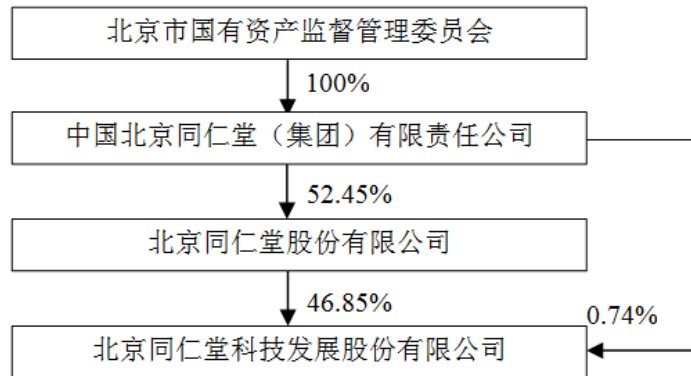 北京市国有资产监督管理委员会
100%
中国北京同仁堂（集团）有限责任公司
52.45%
北京同仁堂股份有限公司
46.85%
0.74%
北京同仁堂科技发展股份有限公司